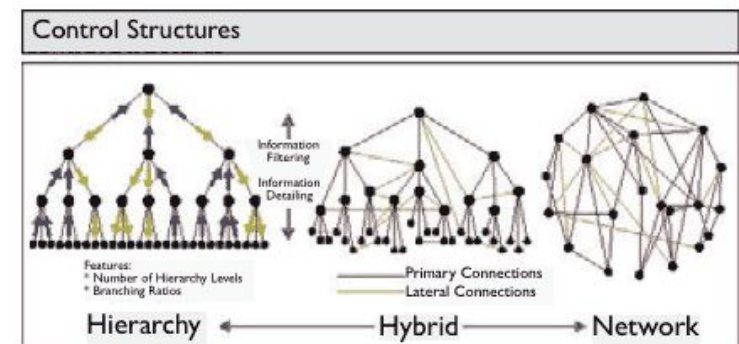 Control Structures
Information
Filtering
Information
Detailing
Features:
* Number of Hierarchy Levels
* Branching Ratios
Primary Connections
Lateral Connections
Hierarchy
Hybrid
Network